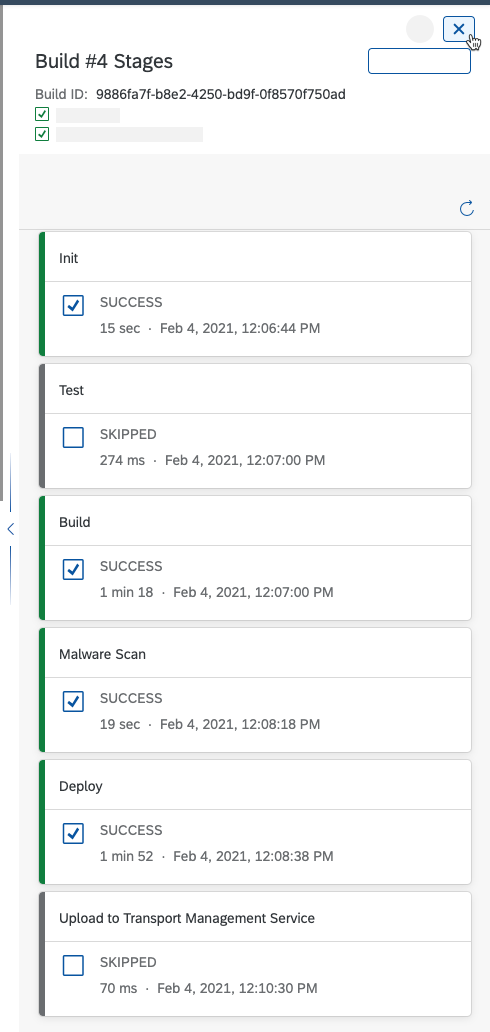 Build #4 Stages
Build ID: 9886fa7f-b8e2-4250-bd9f-0f8570f750ad
Init
SUCCESS
15 sec · Feb 4, 2021, 12:06:44 PM
Test
SKIPPED
274 ms · Feb 4, 2021, 12:07:00 PM
Build
SUCCESS
1 min 18 · Feb 4, 2021, 12:07:00 PM
Malware Scan
SUCCESS
19 sec · Feb 4, 2021, 12:08:18 PM
Deploy
SUCCESS
1 min 52 · Feb 4, 2021, 12:08:38 PM
Upload to Transport Management Service
SKIPPED
70 ms · Feb 4, 2021, 12:10:30 PM